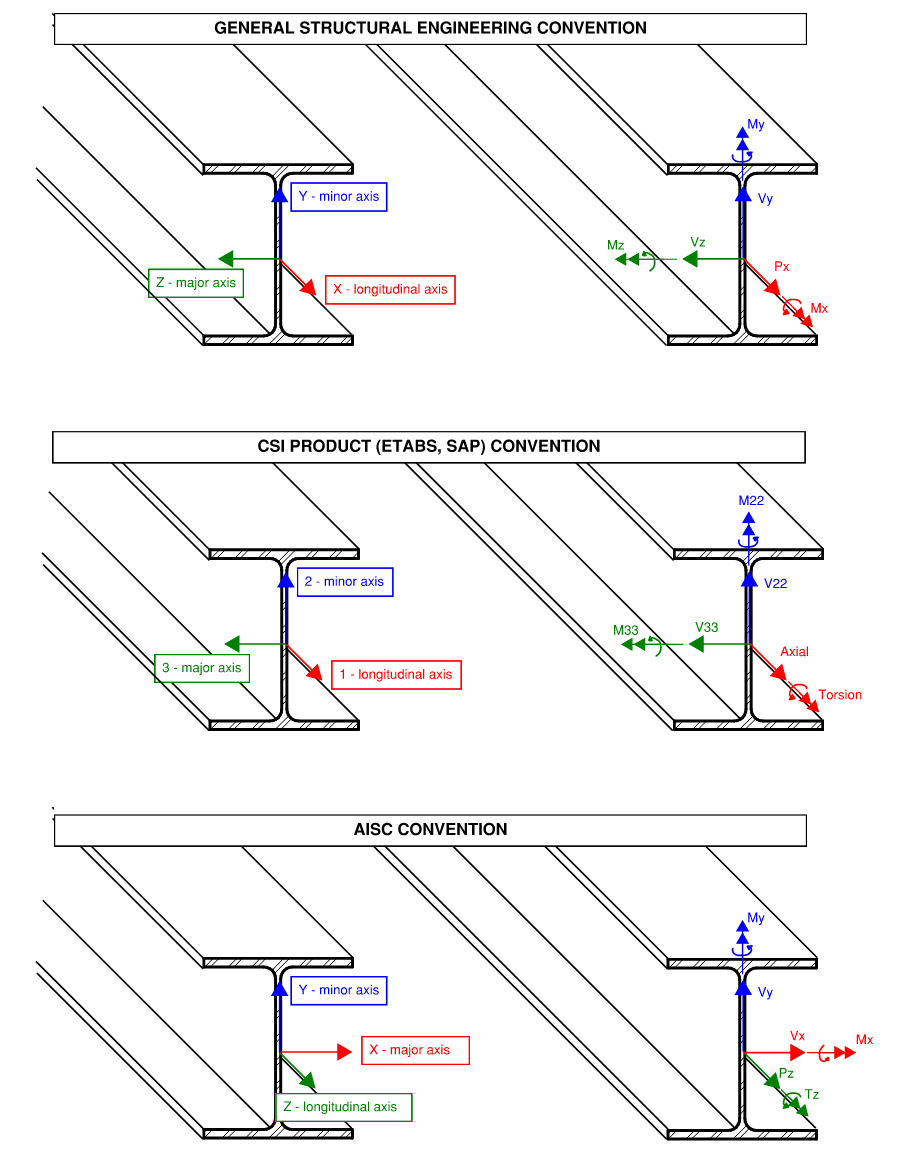 GENERAL STRUCTURAL ENGINEERING CONVENTION
My
Y - minor axis
Vy
Mz
Vz
Z - major axis
Px
X - longitudinal axis
Mx
CSI PRODUCT (ETABS, SAP) CONVENTION
M22
2 - minor axis
V22
M33
V33
3 - major axis
Axial
1 - longitudinal axis
Torsion
AISC CONVENTION
My
Y - minor axis
Vy
X - major axis
Vx
Mx
Pz
Z - longitudinal axis
Tz